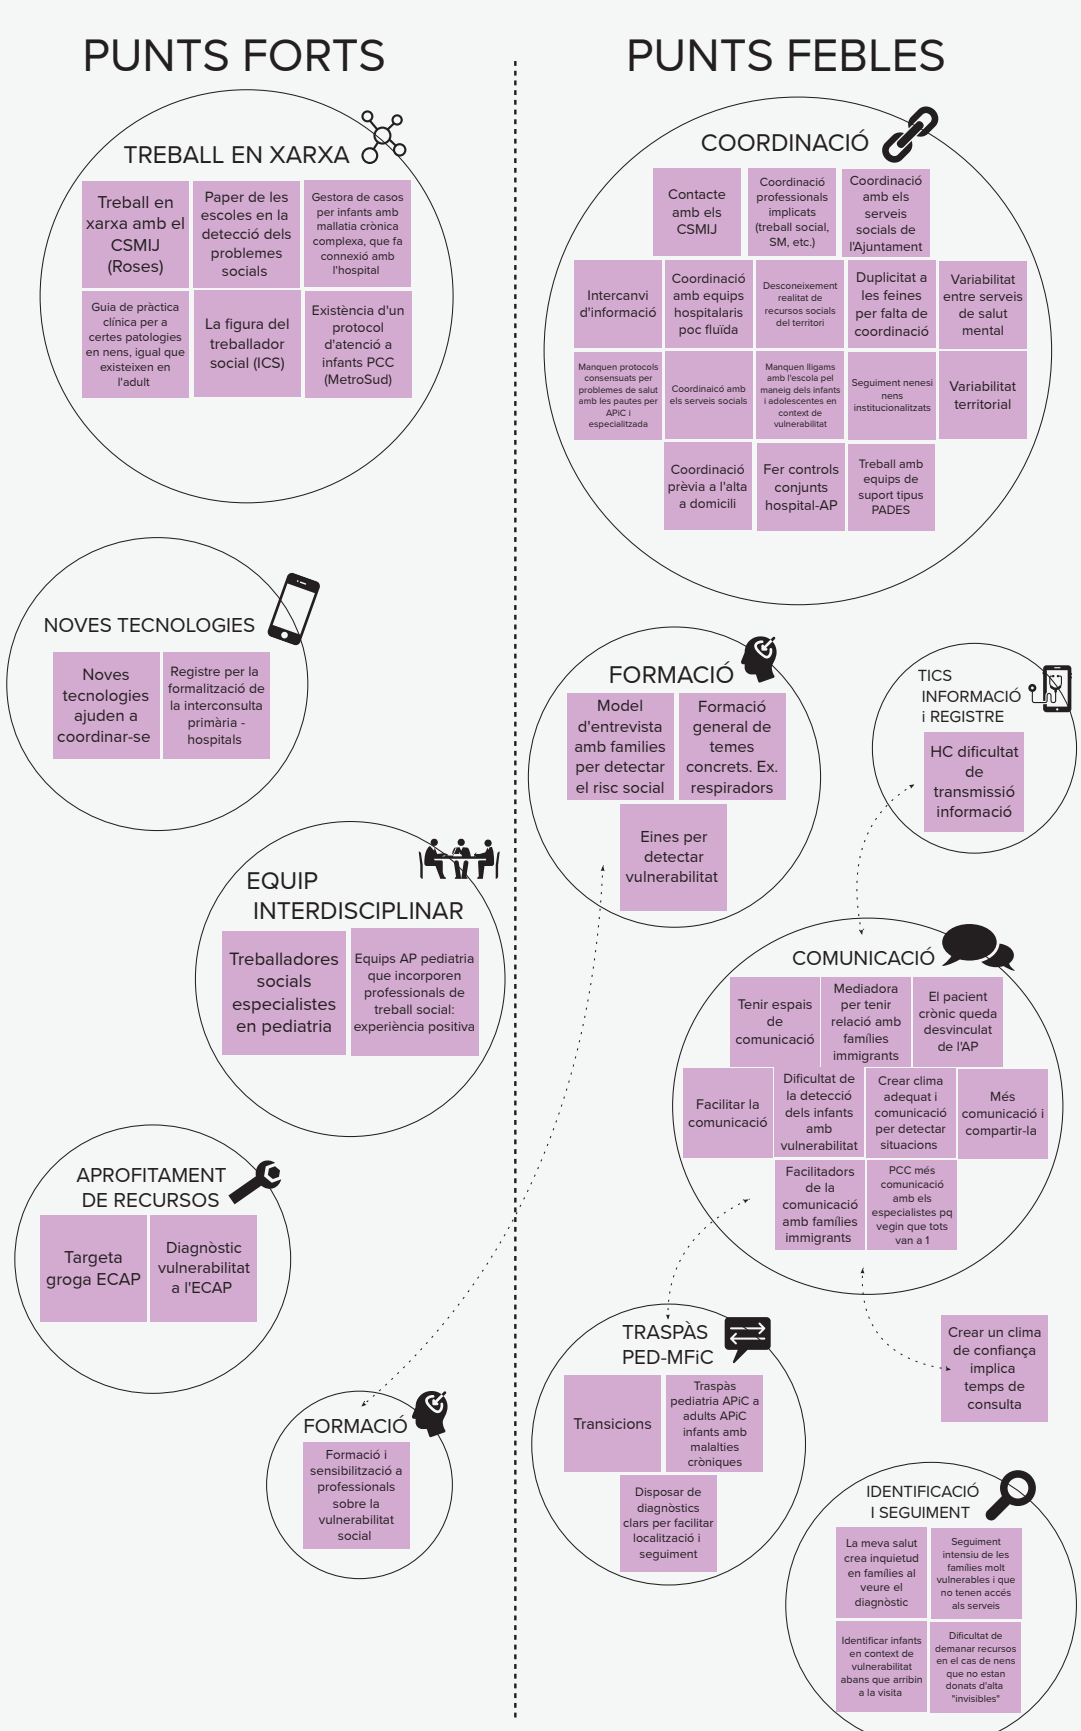 PUNTS FORTS
TREBALL EN XARXA
Treball en
xarxa amb el
CSMIJ
(Roses)
Paper de les
escoles en la
detecció dels
problemes
socials
Gestora de casos
per infants amb
mallatia crònica
complexa, que fa
connexió amb
l'hospital
Guia de pràctica
clínica per a
certes patologies
en nens, igual que
existeixen en
l'adult
La figura del
treballador
social (ICS)
Existència d'un
protocol
d'atenció a
infants PCC
(MetroSud)
NOVES TECNOLOGIES
Noves
tecnologies
ajuden a
coordinar-se
Registre per la
formalització de
la interconsulta
primària -
hospitals
EQUIP
INTERDISCIPLINAR
Treballadores
socials
especialistes
en pediatria
Equips AP pediatria
que incorporen
professionals de
treball social:
experiència positiva
APROFITAMENT
DE RECURSOS
Targeta
groga ECAP
Diagnòstic
vulnerabilitat
a l'ECAP
FORMACIÓ
Formació i
sensibilització a
professionals
sobre la
vulnerabilitat
social
PUNTS FEBLES
COORDINACIÓ
Contacte
amb els
CSMIJ
Coordinació
professionals
implicats
(treball social,
SM, etc.)
Coordinació
amb els
serveis
socials de
l'Ajuntament
Intercanvi
d'informació
Coordinació
amb equips
hospitalaris
poc fluïda
Desconeixement
realitat de
recursos socials
del territori
Duplicitat a
les feines
per falta de
coordinació
Variabilitat
entre serveis
de salut
mental
Manquen protocols
consensuats per
problemes de salut
amb les pautes per
APiC i
especialitzada
Coordinaicó amb
els serveis socials
Manquen lligams
amb l'escola pel
maneig dels infants
i adolescentes en
context de
vulnerabilitat
Seguiment nenesi
nens
institucionalitzats
Variabilitat
territorial
Coordinació
prèvia a l'alta
a domicili
Fer controls
conjunts
hospital-AP
Treball amb
equips de
suport tipus
PADES
FORMACIÓ
Model
d'entrevista
amb families
per detectar
el risc social
Formació
general de
temes
concrets. Ex.
respiradors
Eines per
detectar
vulnerabilitat
TICS
INFORMACIÓ
i REGISTRE
HC dificultat
de
transmissió
informació
COMUNICACIÓ
Tenir espais
de
comunicació
Mediadora
per tenir
relació amb
famílies
immigrants
El pacient
crònic queda
desvinculat
de l'AP
Facilitar la
comunicació
Dificultat de
la detecció
dels infants
amb
vulnerabilitat
Crear clima
adequat i
comunicació
per detectar
situacions
Més
comunicació i
compartir-la
Facilitadors
de la
comunicació
amb famílies
immigrants
PCC més
comunicació
amb els
especialistes pq
vegin que tots
van a 1
TRASPÀS
PED-MFiC
Transicions
Traspàs
pediatria APiC a
adults APiC
infants amb
malalties
cròniques
Disposar de
diagnòstics
clars per facilitar
localització i
seguiment
Crear un clima
de confiança
implica
temps de
consulta
IDENTIFICACIÓ
I SEGUIMENT
La meva salut
crea inquietud
en famílies al
veure el
diagnòstic
Seguiment
intensiu de les
famílies molt
vulnerables i que
no tenen accés
als serveis
Identificar infants
en context de
vulnerabilitat
abans que arribin
a la visita
Dificultat de
demanar recursos
en el cas de nens
que no estan
donats d'alta
"invisibles"